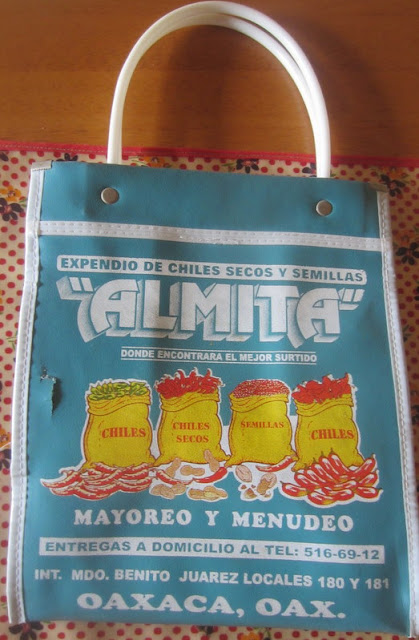 EXPENDIO DE CHILES SECOS Y SEMILLAS
"ALMITA"
DONDE ENCONTRARA EL MEJOR SURTIDO
CHILES
CHILES SECOS
SEMILLAS
CHILES
MAYOREO Y MENUDEO
ENTREGAS A DOMICILIO AL TEL: 516-69-12
INT. MDO. BENITO JUAREZ LOCALES 180 Y 181
OAXACA, OAX.